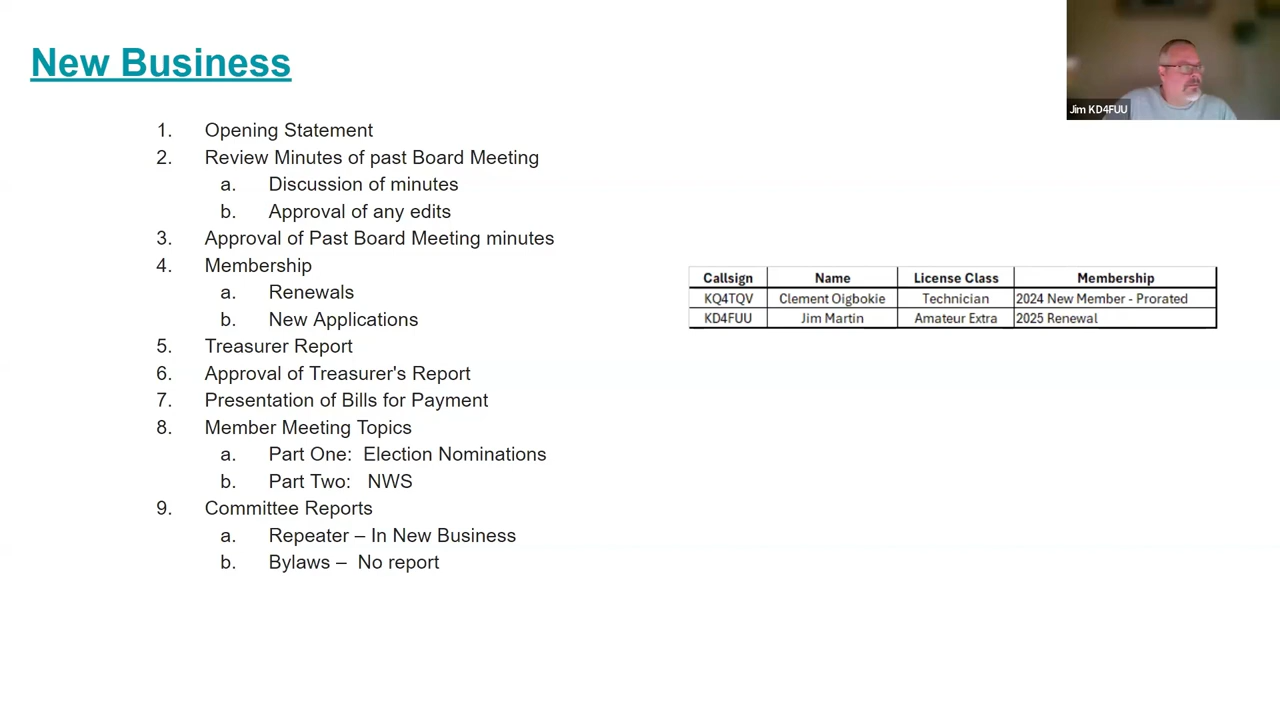 New Business
1. Opening Statement
2. Review Minutes of past Board Meeting
a. Discussion of minutes
b. Approval of any edits
3. Approval of Past Board Meeting minutes
4. Membership
a. Renewals
b. New Applications
5. Treasurer Report
6. Approval of Treasurer's Report
7. Presentation of Bills for Payment
8. Member Meeting Topics
a. Part One: Election Nominations
b. Part Two: NWS
9. Committee Reports
a. Repeater – In New Business
b. Bylaws – No report
Callsign Name License Class Membership
KQ4TQV Clement Oigbokie Technician 2024 New Member - Prorated
KD4FUU Jim Martin Amateur Extra 2025 Renewal
Jim KD4FUU